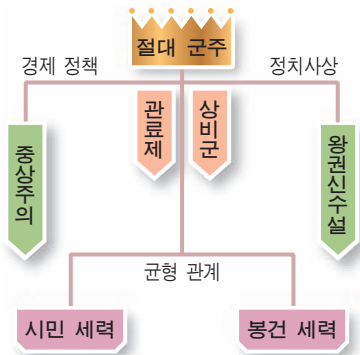 절대 군주
경제 정책
정치사상
관료제
상비군
중상주의
왕권신수설
균형 관계
시민 세력
봉건 세력